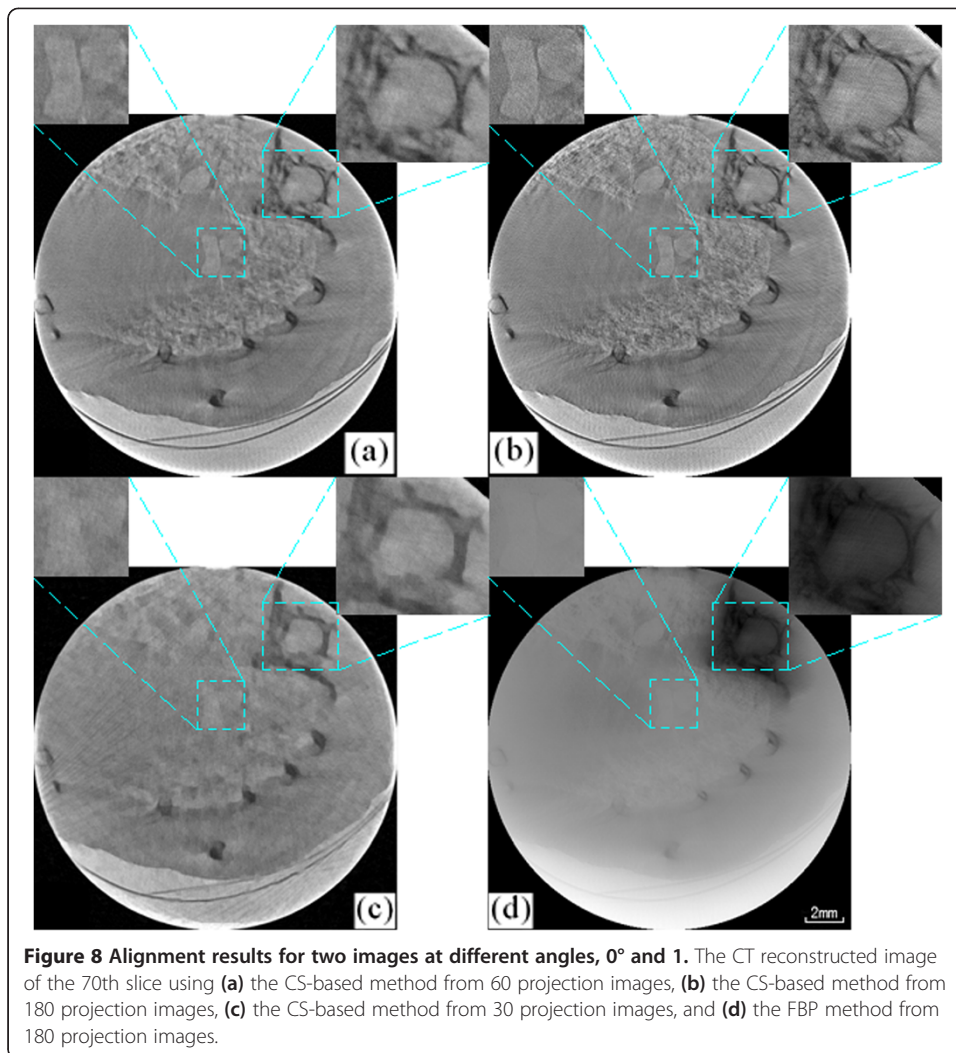 (a)
(b)
(c)
(d)
2mm
Figure 8 Alignment results for two images at different angles, 0° and 1. The CT reconstructed image
of the 70th slice using (a) the CS-based method from 60 projection images, (b) the CS-based method from
180 projection images, (c) the CS-based method from 30 projection images, and (d) the FBP method from
180 projection images.